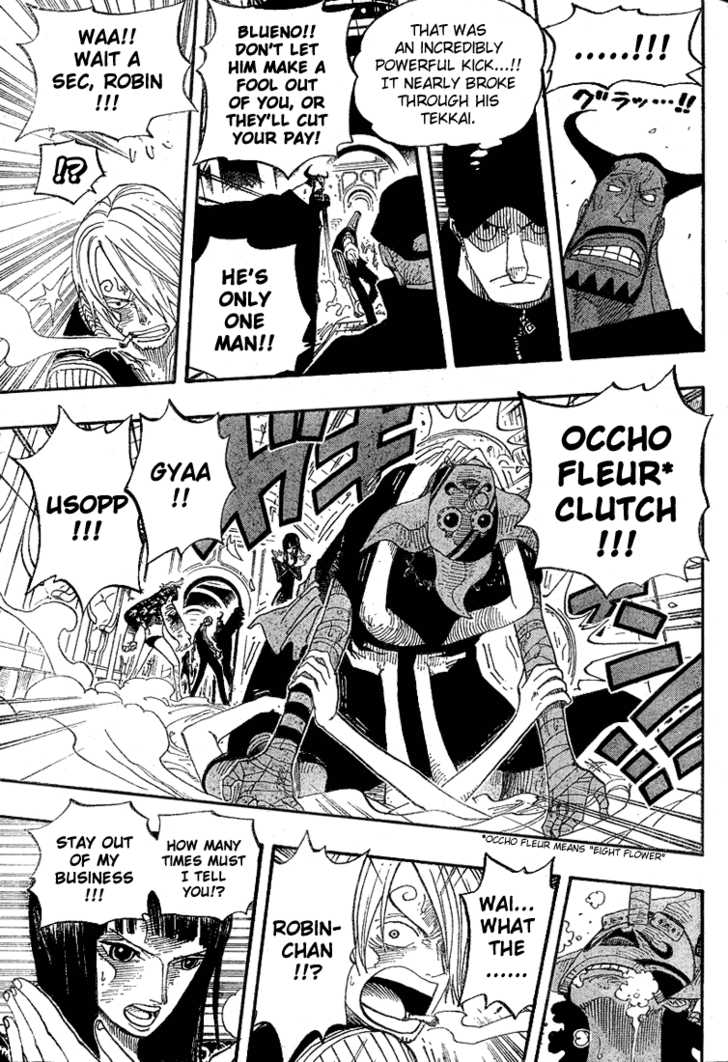 .....!!!
グラッ…!!
THAT WAS
AN INCREDIBLY
POWERFUL KICK...!!
IT NEARLY BROKE
THROUGH HIS
TEKKAI.
BLUENO!!
DON'T LET
HIM MAKE A
FOOL OUT
OF YOU, OR
THEY'LL CUT
YOUR PAY!
HE'S
ONLY
ONE
MAN!!
WAA!!
WAIT A
SEC, ROBIN
!!!
!?
OCCHO
FLEUR*
CLUTCH
!!!
ガキ
!!!
GYAA
!!
USOPP
!!!
*OCCHO FLEUR MEANS "EIGHT FLOWER"
WAI...
WHAT
THE
......
ROBIN-
CHAN
!!?
HOW MANY
TIMES MUST
I TELL
YOU!?
STAY OUT
OF MY
BUSINESS
!!!